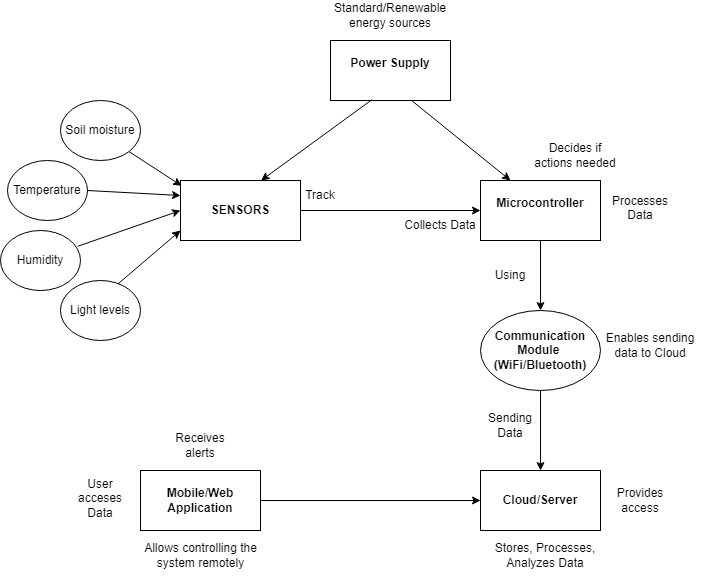 Standard/Renewable
energy sources
Power Supply
Soil moisture
Temperature
Humidity
Light levels
SENSORS
Track
Collects Data
Decides if
actions needed
Microcontroller
Processes
Data
Using
Communication
Module
(WiFi/Bluetooth)
Enables sending
data to Cloud
Sending
Data
Receives
alerts
User
acceses
Data
Mobile/Web
Application
Allows controlling the
system remotely
Cloud/Server
Provides
access
Stores, Processes,
Analyzes Data